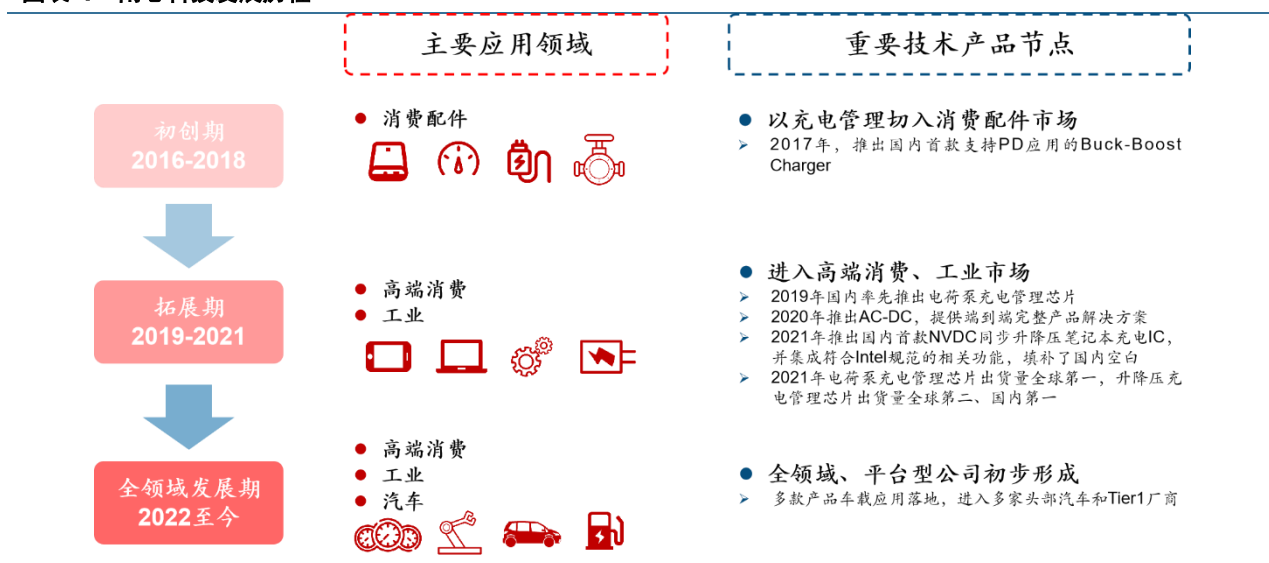 主要应用领域
重要技术产品节点
初创期
2016-2018
消费配件
以充电管理切入消费配件市场
2017年，推出国内首款支持PD应用的Buck-Boost
Charger
拓展期
2019-2021
高端消费
工业
进入高端消费、工业市场
2019年国内率先推出电荷泵充电管理芯片
2020年推出AC-DC，提供端到端完整产品解决方案
2021年推出国内首款NVDC同步升降压笔记本充电IC，
并集成符合Intel规范的相关功能，填补了国内空白
2021年电荷泵充电管理芯片出货量全球第一，升降压充
电管理芯片出货量全球第二、国内第一
全领域发展期
2022至今
高端消费
工业
汽车
全领域、平台型公司初步形成
多款产品车载应用落地，进入多家头部汽车和Tier1厂商